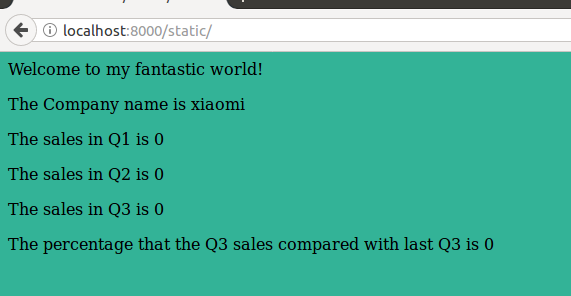 localhost:8000/static/
Welcome to my fantastic world!
The Company name is xiaomi
The sales in Q1 is 0
The sales in Q2 is 0
The sales in Q3 is 0
The percentage that the Q3 sales compared with last Q3 is 0